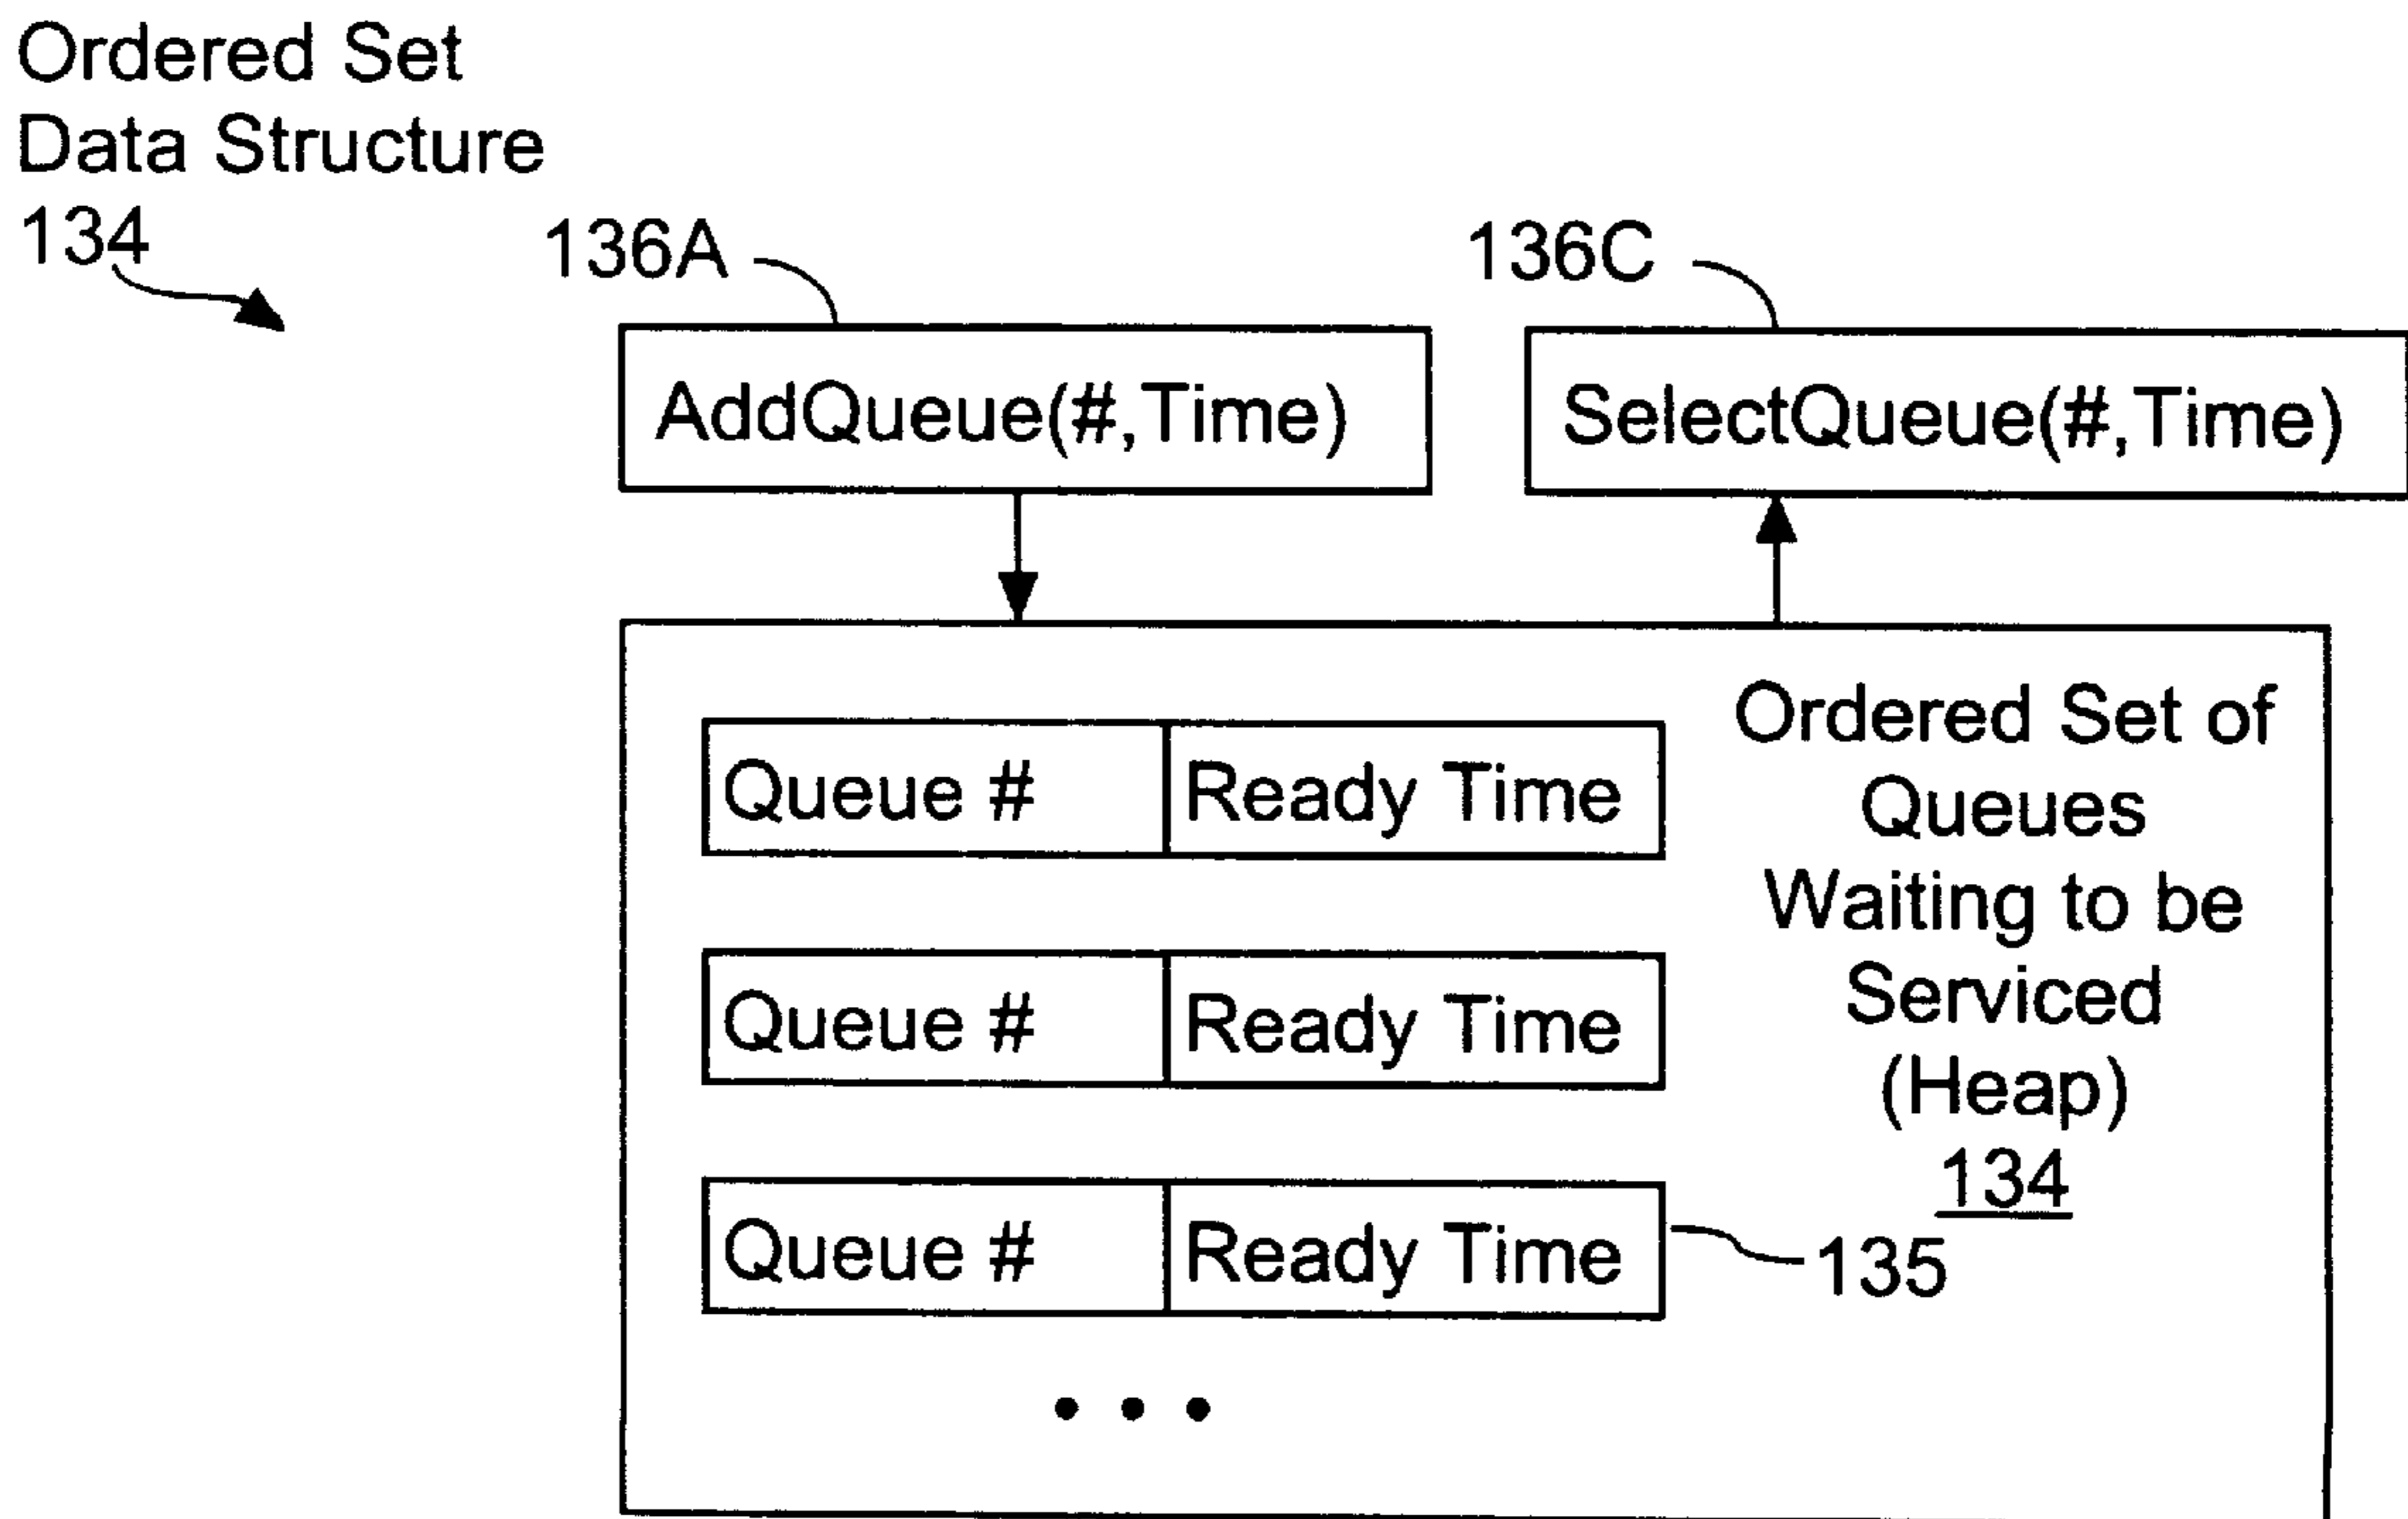 Ordered Set
Data Structure
134
136A
136C
AddQueue(#,Time)
SelectQueue(#,Time)
Queue # Ready Time
Queue # Ready Time
Queue # Ready Time
Ordered Set of
Queues
Waiting to be
Serviced
(Heap)
134
135
• • •